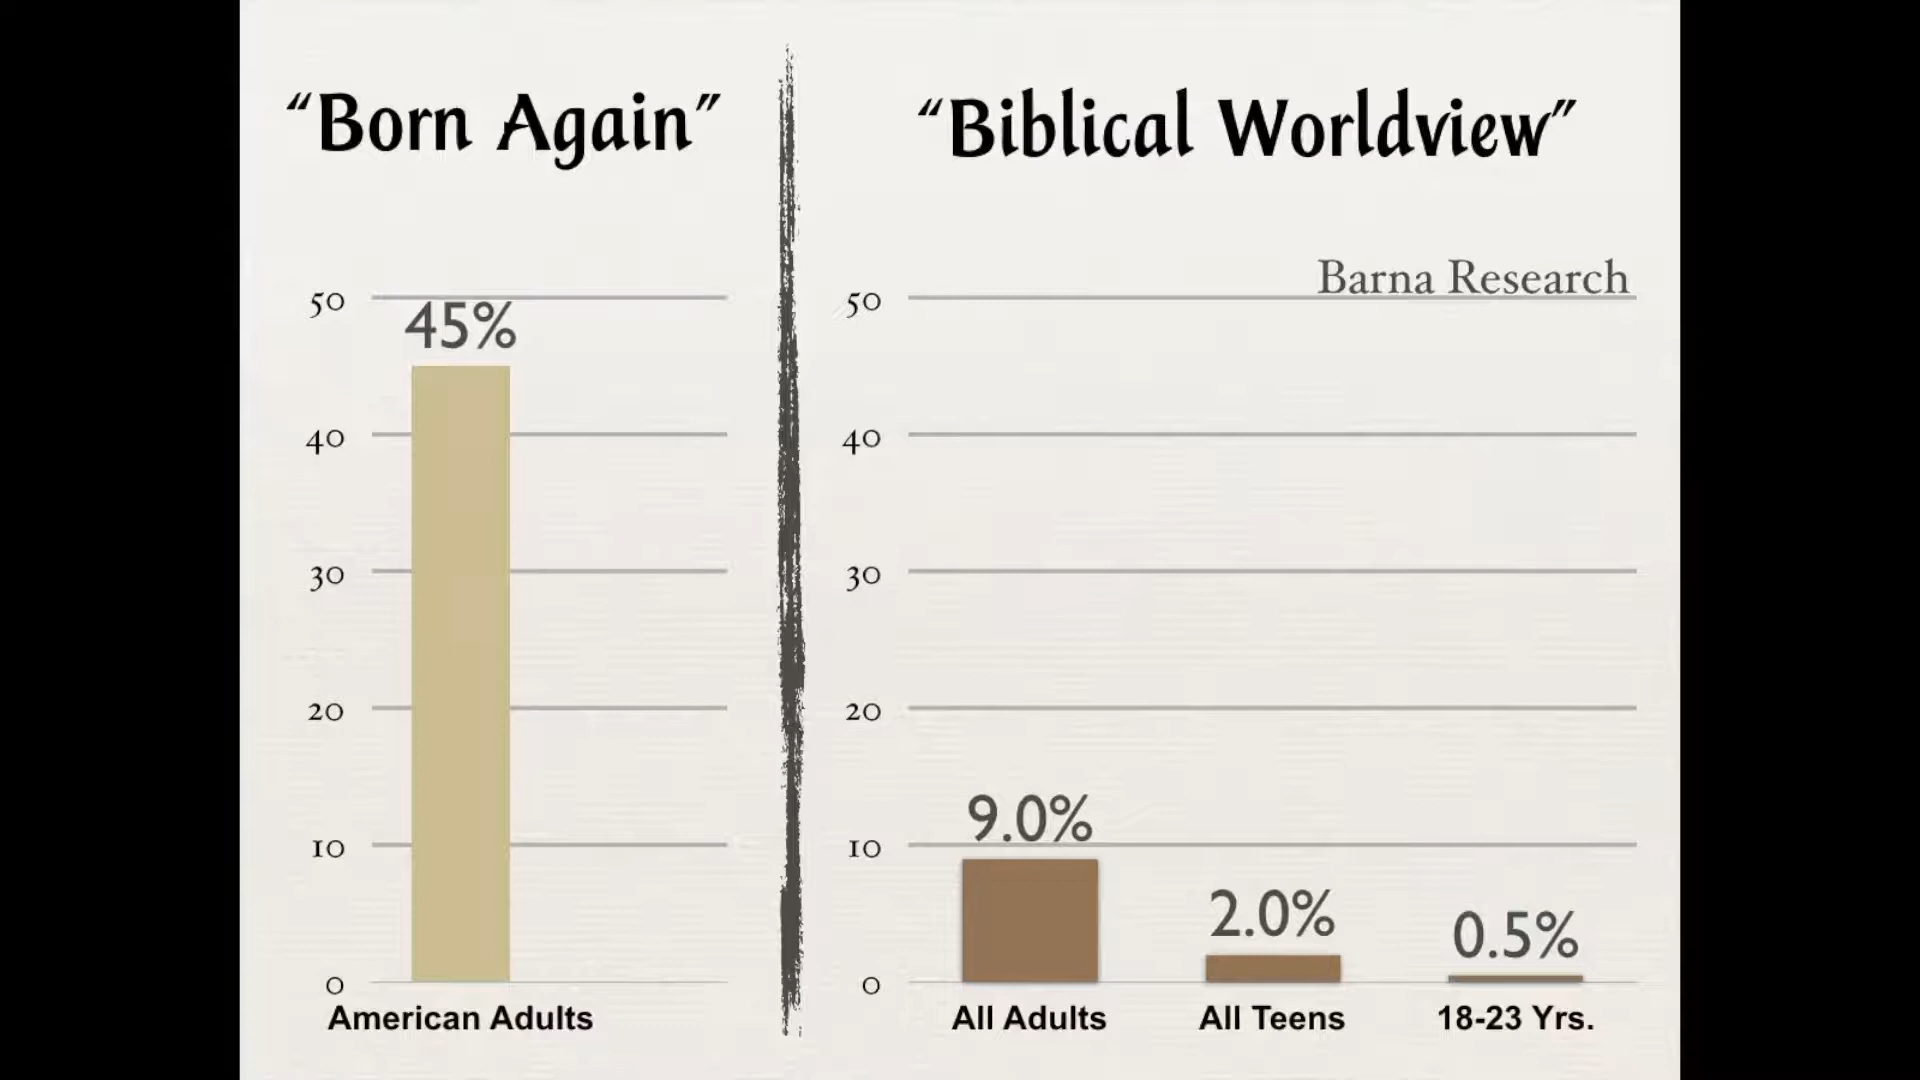 “Born Again”
50
45%
40
30
20
10
0
American Adults
“Biblical Worldview”
Barna Research
50
40
30
20
10
9.0%
2.0%
0.5%
0
All Adults
All Teens
18-23 Yrs.